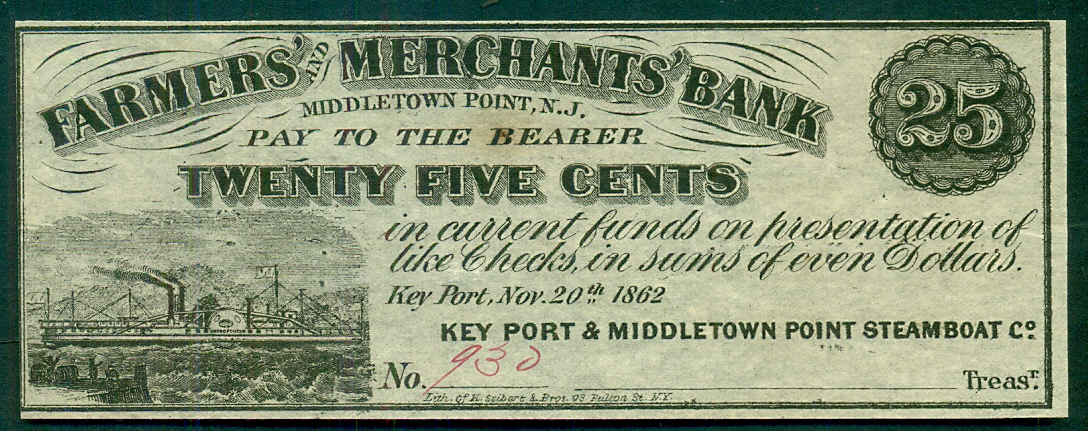 FARMERS' AND MERCHANTS' BANK
25
MIDDLETOWN POINT, N.J.
PAY TO THE BEARER
TWENTY FIVE CENTS
in current funds on presentation of
like Checks, in sums of even Dollars.
Key Port, Nov. 20th 1862
KEY PORT & MIDDLETOWN POINT STEAMBOAT Co.
No. 930 Treast.
Lith. of H. Seibert & Bros. 93 Fulton St. N.Y.